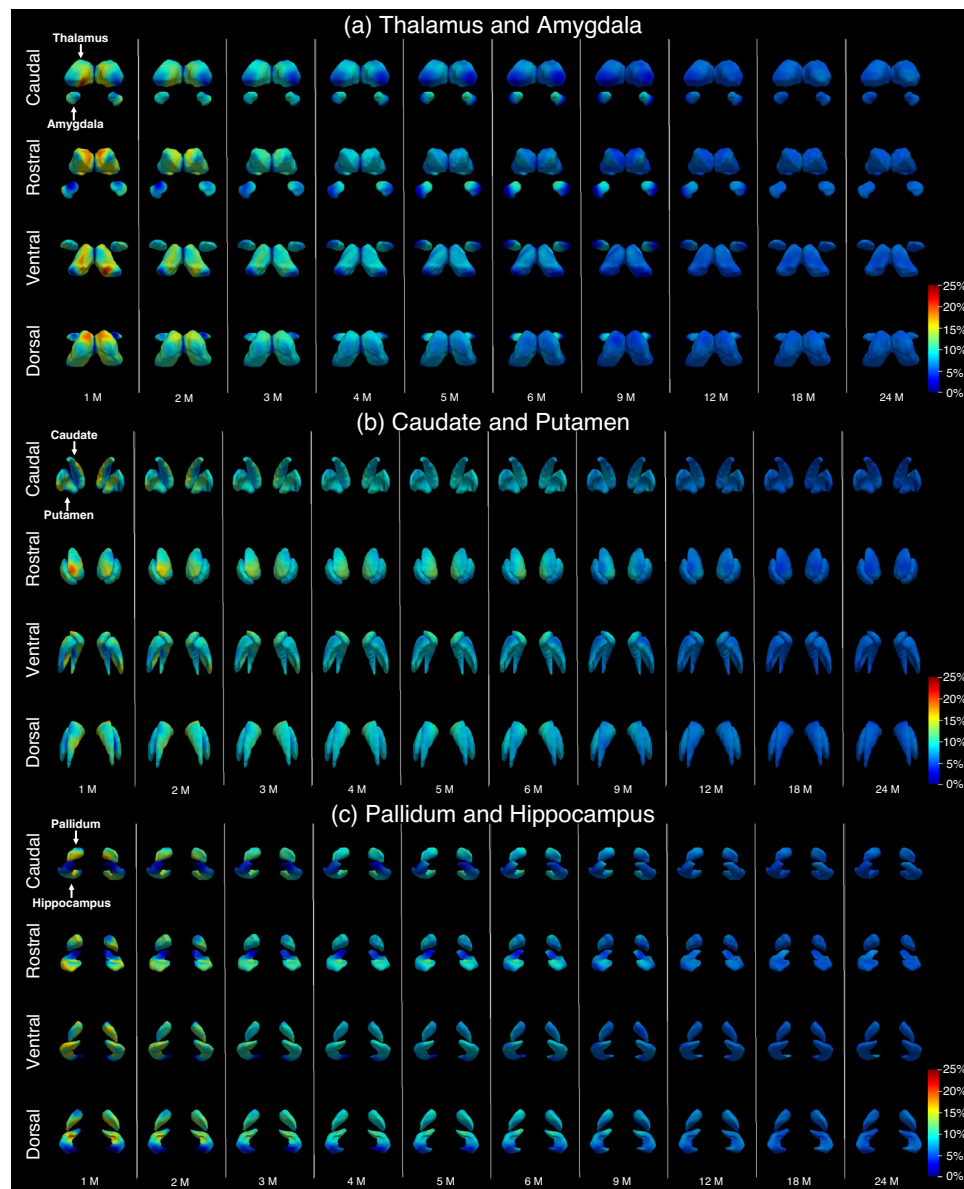 (a) Thalamus and Amygdala
Thalamus
Caudal
Amygdala
Rostral
Ventral
25%
20%
15%
10%
5%
0%
Dorsal
1 M 2 M 3 M 4 M 5 M 6 M 9 M 12 M 18 M 24 M
(b) Caudate and Putamen
Caudate
Caudal
Putamen
Rostral
Ventral
25%
20%
15%
10%
5%
0%
Dorsal
1 M 2 M 3 M 4 M 5 M 6 M 9 M 12 M 18 M 24 M
(c) Pallidum and Hippocampus
Pallidum
Caudal
Hippocampus
Rostral
Ventral
25%
20%
15%
10%
5%
0%
Dorsal
1 M 2 M 3 M 4 M 5 M 6 M 9 M 12 M 18 M 24 M